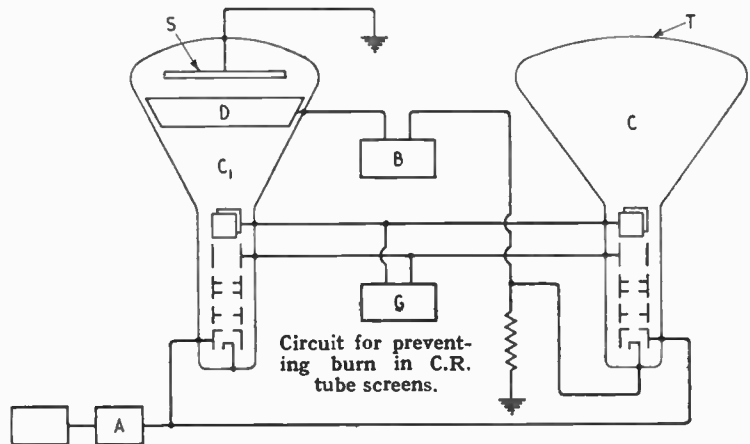 S
T
D
C
B
C₁
G
Circuit for prevent-
ing burn in C.R.
tube screens.
A